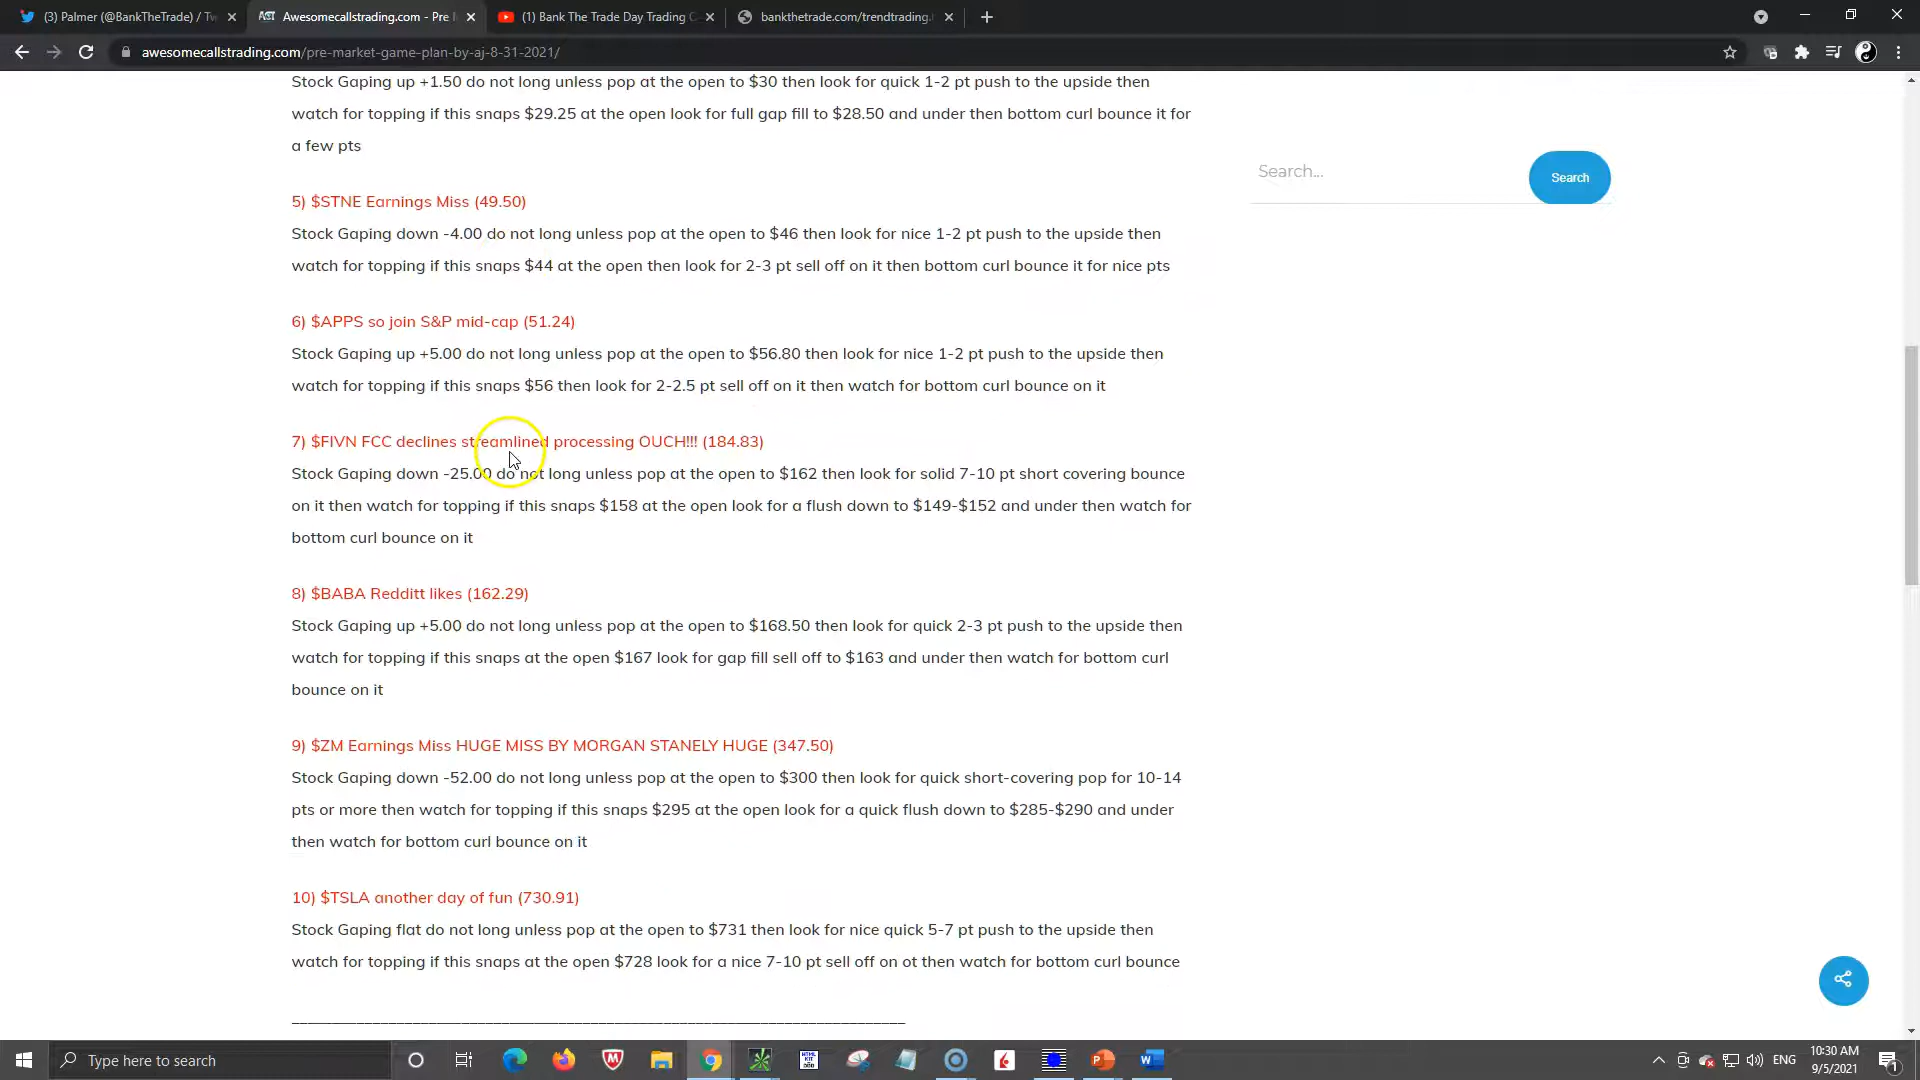 (3) Palmer (@BankTheTrade) / Tw
AST Awesomecallstrading.com - Pre
(1) Bank The Trade Day Trading C
bankthetrade.com/trendtrading.
awesomecallstrading.com/pre-market-game-plan-by-aj-8-31-2021/
Stock Gaping up +1.50 do not long unless pop at the open to $30 then look for quick 1-2 pt push to the upside then
watch for topping if this snaps $29.25 at the open look for full gap fill to $28.50 and under then bottom curl bounce it for
a few pts
Search...
Search
5) $STNE Earnings Miss (49.50)
Stock Gaping down -4.00 do not long unless pop at the open to $46 then look for nice 1-2 pt push to the upside then
watch for topping if this snaps $44 at the open then look for 2-3 pt sell off on it then bottom curl bounce it for nice pts
6) $APPS so join S&P mid-cap (51.24)
Stock Gaping up +5.00 do not long unless pop at the open to $56.80 then look for nice 1-2 pt push to the upside then
watch for topping if this snaps $56 then look for 2-2.5 pt sell off on it then watch for bottom curl bounce on it
7) $FIVN FCC declines streamlined processing OUCH!!! (184.83)
Stock Gaping down -25.00 do not long unless pop at the open to $162 then look for solid 7-10 pt short covering bounce
on it then watch for topping if this snaps $158 at the open look for a flush down to $149-$152 and under then watch for
bottom curl bounce on it
8) $BABA Redditt likes (162.29)
Stock Gaping up +5.00 do not long unless pop at the open to $168.50 then look for quick 2-3 pt push to the upside then
watch for topping if this snaps at the open $167 look for gap fill sell off to $163 and under then watch for bottom curl
bounce on it
9) $ZM Earnings Miss HUGE MISS BY MORGAN STANELY HUGE (347.50)
Stock Gaping down -52.00 do not long unless pop at the open to $300 then look for quick short-covering pop for 10-14
pts or more then watch for topping if this snaps $295 at the open look for a quick flush down to $285-$290 and under
then watch for bottom curl bounce on it
10) $TSLA another day of fun (730.91)
Stock Gaping flat do not long unless pop at the open to $731 then look for nice quick 5-7 pt push to the upside then
watch for topping if this snaps at the open $728 look for a nice 7-10 pt sell off on ot then watch for bottom curl bounce
Type here to search
ENG
10:30 AM
9/5/2021